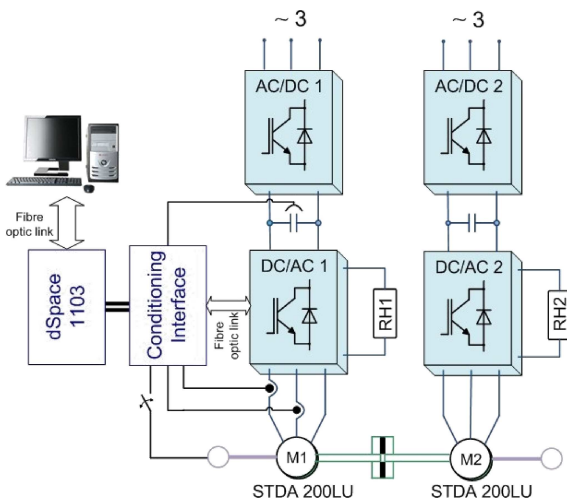 ~ 3
~ 3
AC/DC 1
AC/DC 2
Fibre
optic link
DC/AC 1
DC/AC 2
dSpace
1103
Conditioning
Interface
Fibre
optic link
RH1
RH2
M1
M2
STDA 200LU
STDA 200LU